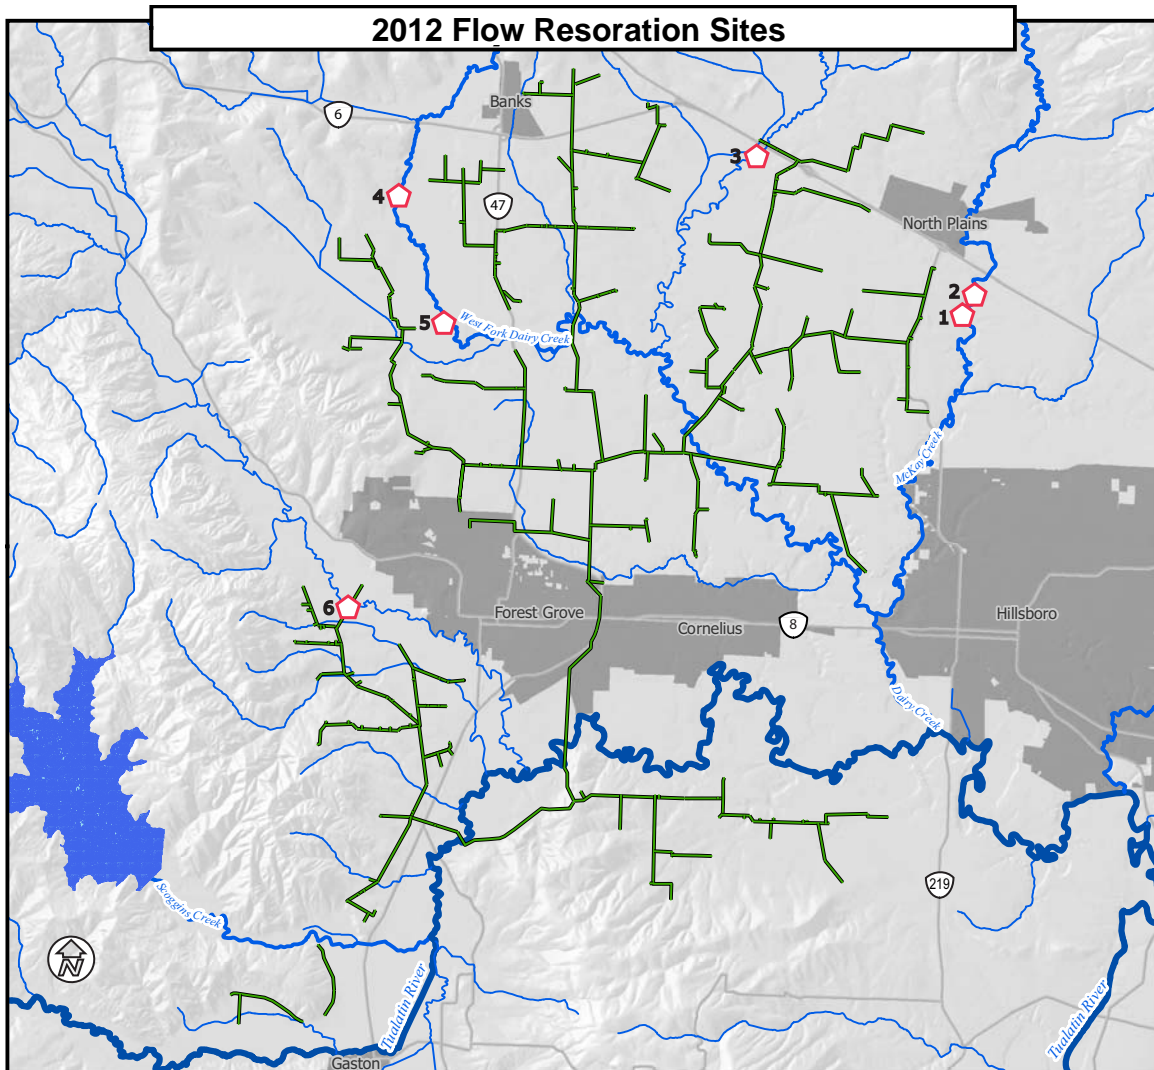 2012 Flow Resoration Sites
Banks
6
3
4
47
North Plains
2
1
5
West Fork Dairy Creek
McKay Creek
6
Forest Grove
Cornelius
8
Hillsboro
Dairy Creek
219
Scoggins Creek
N
Tualatin River
Tualatin River
Gaston